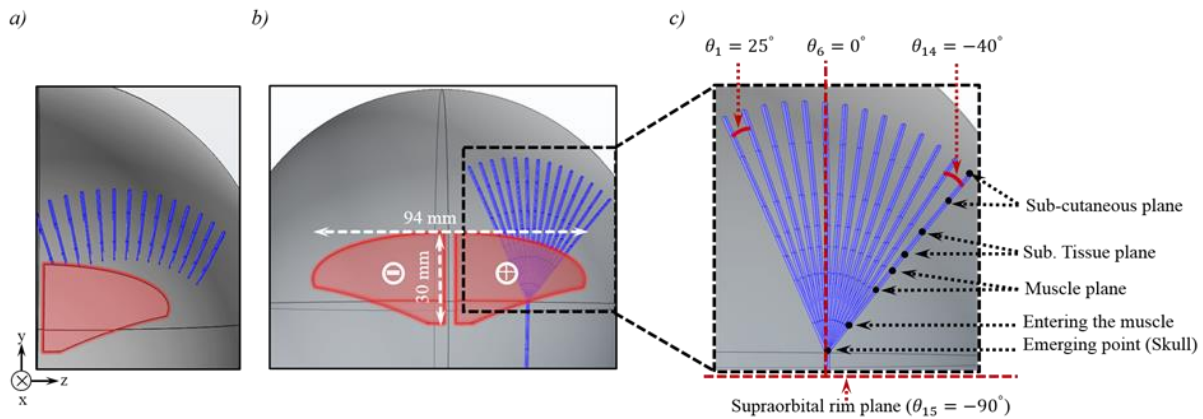 a)
b)
c)
θ₁ = 25°
θ₆ = 0°
θ₁₄ = −40°
94 mm
30 mm
Sub-cutaneous plane
Sub. Tissue plane
Muscle plane
Entering the muscle
Emerging point (Skull)
Supraorbital rim plane (θ₁₅ = −90°)
y
z
x